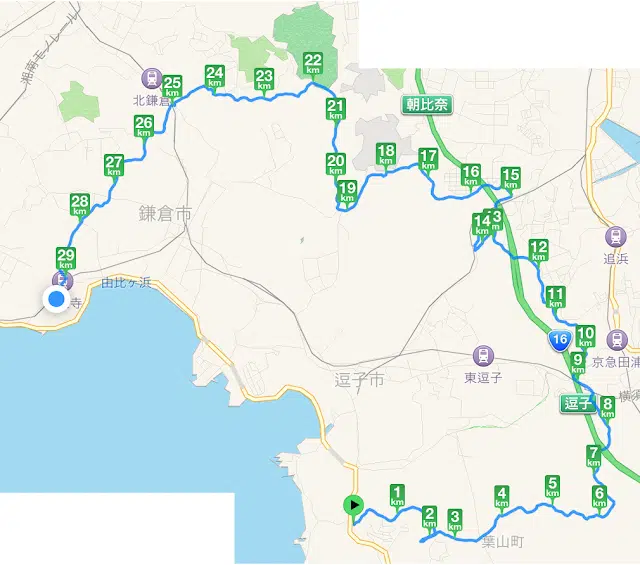 湘南モノレール
22
km
25
km
24
km
23
km
北鎌倉
21
km
朝比奈
26
km
27
km
20
km
18
km
17
km
16
km
15
km
19
km
28
km
鎌倉市
14
km
13
m
12
km
追浜
29
km
由比ヶ浜
寺
11
km
16
10
km
京急田浦
東逗子
9
km
逗子市
横須
逗子
8
km
7
km
1
km
2
km
3
km
4
km
5
km
6
km
葉山町